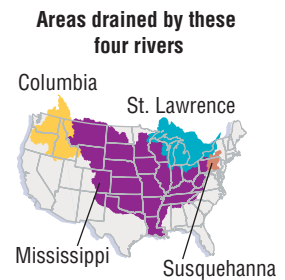 Areas drained by these
four rivers
Columbia
St. Lawrence
Mississippi
Susquehanna